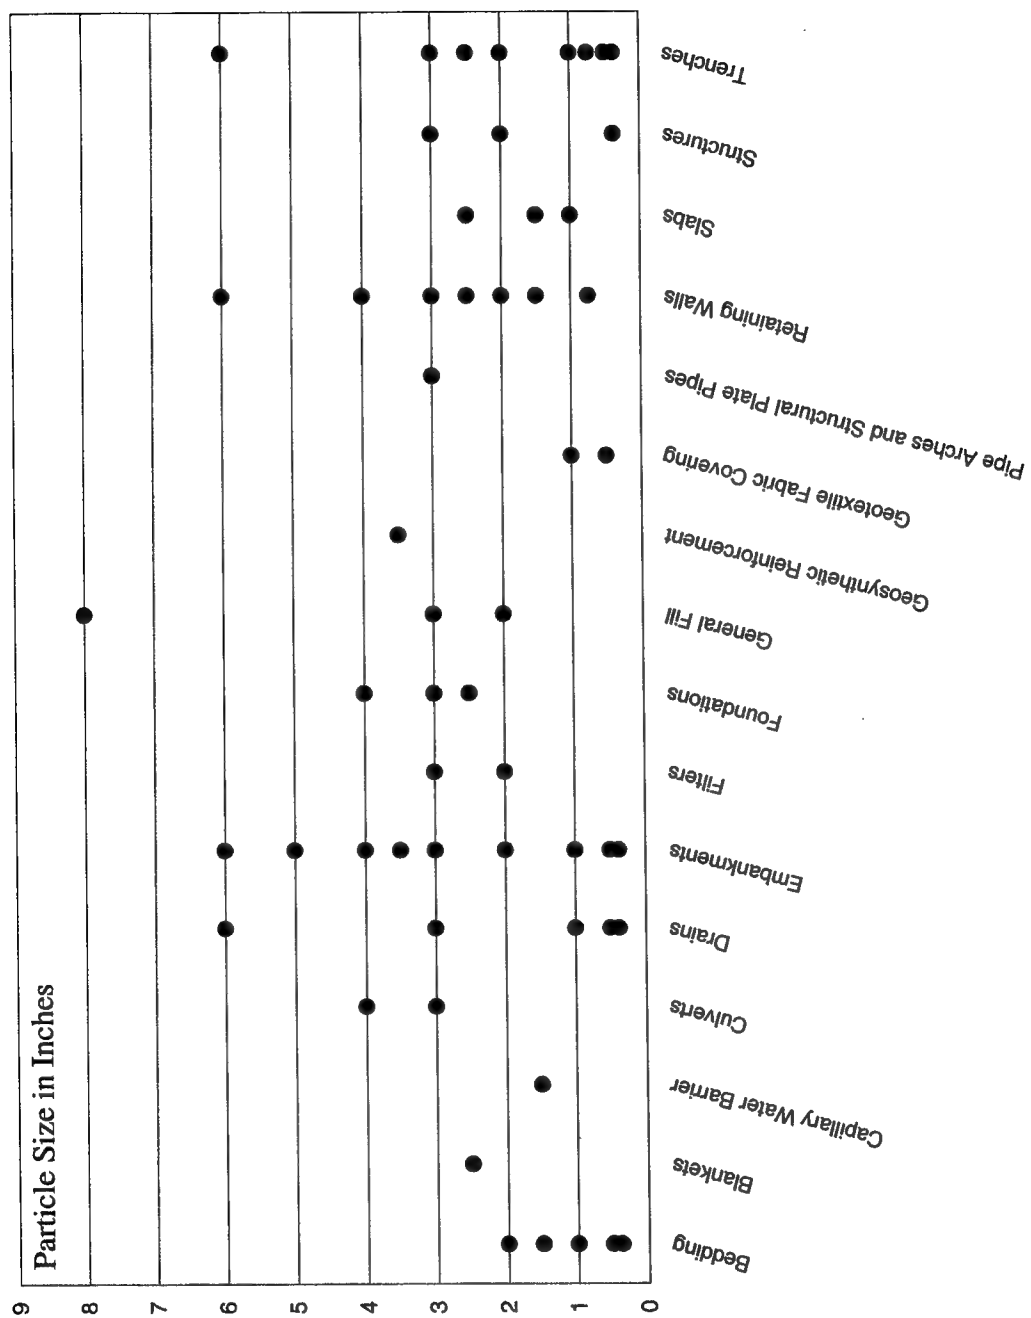 Particle Size in Inches
9
8
7
6
5
4
3
2
1
0
Bedding
Blankets
Capillary Water Barrier
Culverts
Drains
Embankments
Filters
Foundations
General Fill
Geosynthetic Reinforcement
Geotextile Fabric Covering
Pipe Arches and Structural Plate Pipes
Retaining Walls
Slabs
Structures
Trenches